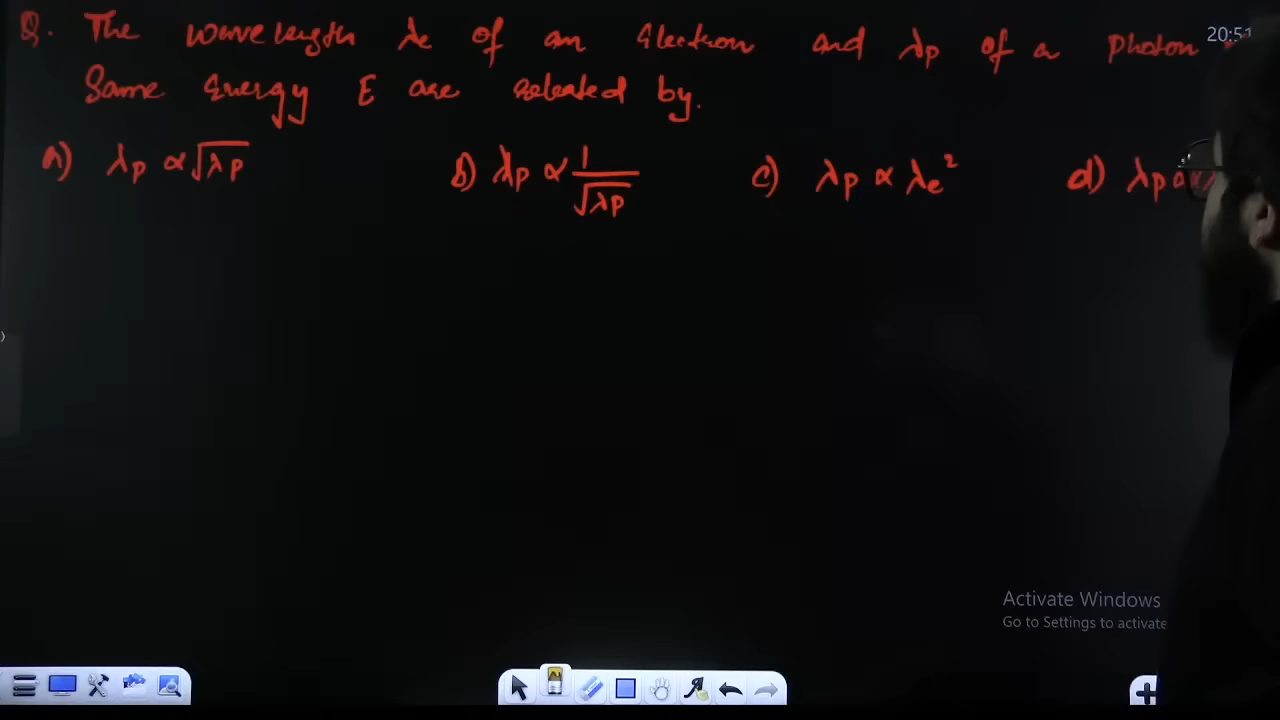 20:51
Q. The wavelength λe of an electron and λp of a photon
Same energy E are related by.
a) λp ∝ √λp b) λp ∝ 1/√λp c) λp ∝ λe² d) λp ∝ λ
Activate Windows
Go to Settings to activate